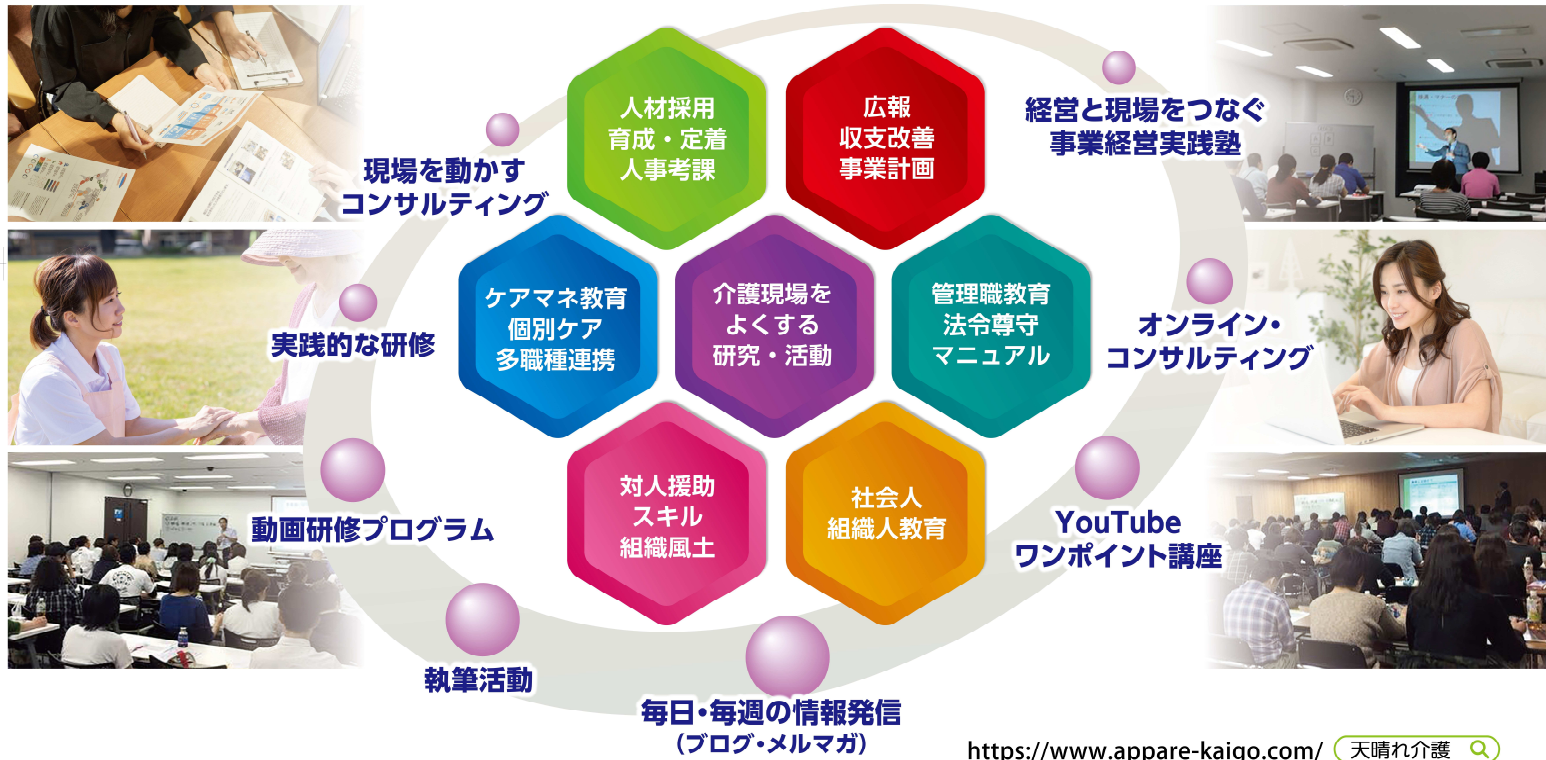 人材採用
育成・定着
人事考課
広報
収支改善
事業計画
経営と現場をつなぐ
事業経営実践塾
現場を動かす
コンサルティング
ケアマネ教育
個別ケア
多職種連携
介護現場を
よくする
研究・活動
管理職教育
法令尊守
マニュアル
実践的な研修
オンライン・
コンサルティング
対人援助
スキル
組織風土
社会人
組織人教育
動画研修プログラム
YouTube
ワンポイント講座
執筆活動
毎日・毎週の情報発信
(ブログ・メルマガ)
https://www.appare-kaigo.com/ 天晴れ介護